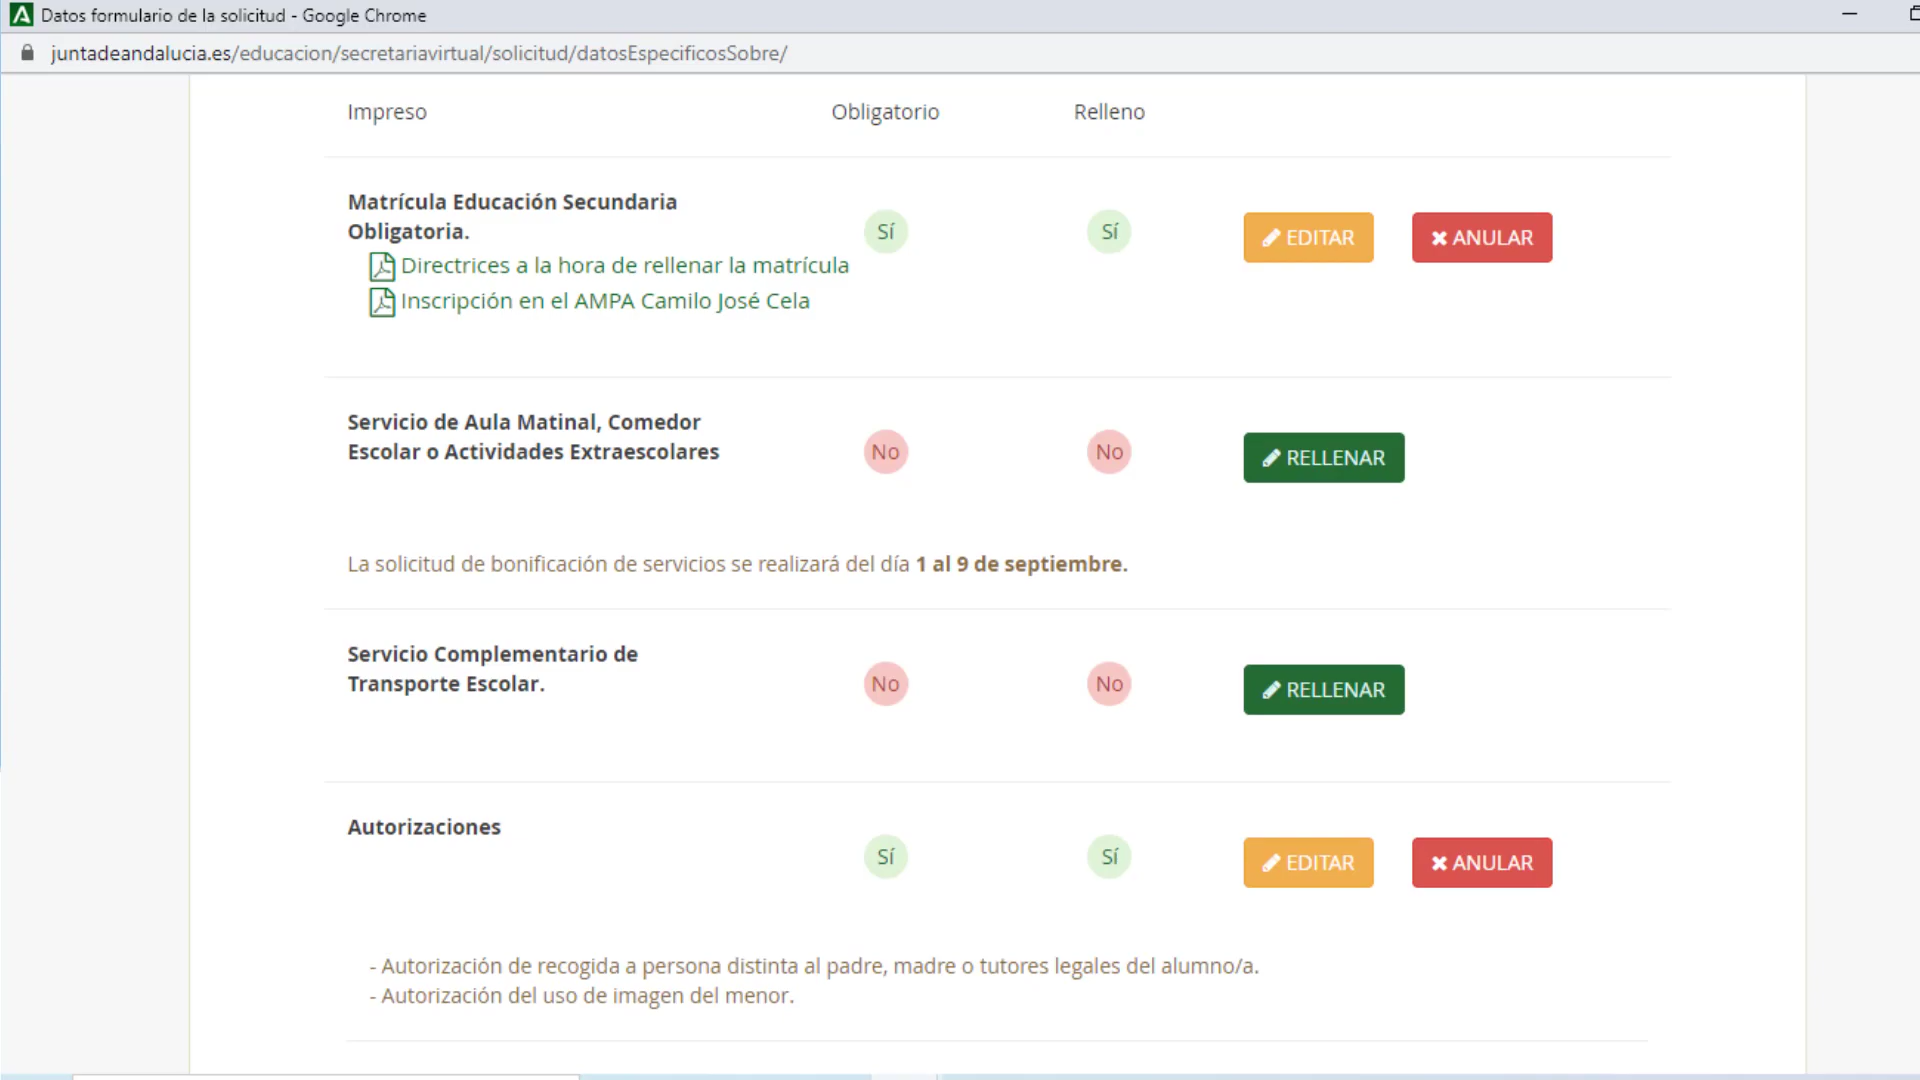 Datos formulario de la solicitud - Google Chrome
juntadeandalucia.es/educacion/secretariavirtual/solicitud/datosEspecificosSobre/
Impreso Obligatorio Relleno
Matrícula Educación Secundaria
Obligatoria.
Sí Sí EDITAR ANULAR
Directrices a la hora de rellenar la matrícula
Inscripción en el AMPA Camilo José Cela
Servicio de Aula Matinal, Comedor
Escolar o Actividades Extraescolares
No No RELLENAR
La solicitud de bonificación de servicios se realizará del día 1 al 9 de septiembre.
Servicio Complementario de
Transporte Escolar.
No No RELLENAR
Autorizaciones
Sí Sí EDITAR ANULAR
- Autorización de recogida a persona distinta al padre, madre o tutores legales del alumno/a.
- Autorización del uso de imagen del menor.